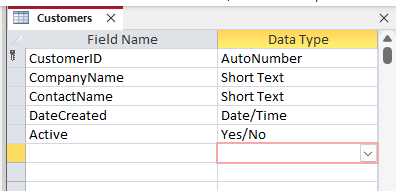 Customers
Field Name Data Type
CustomerID AutoNumber
CompanyName Short Text
ContactName Short Text
DateCreated Date/Time
Active Yes/No